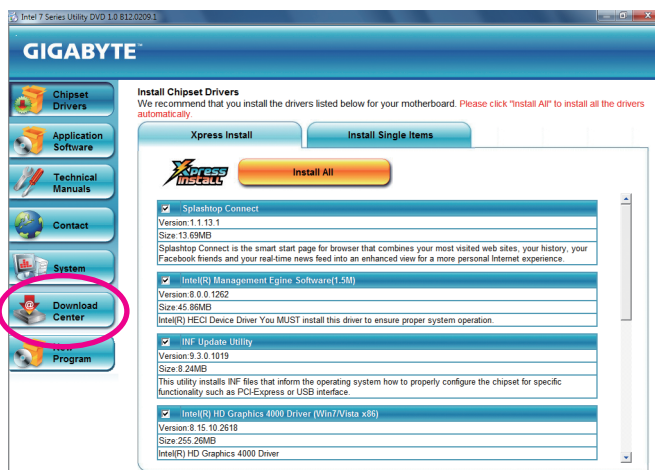 Intel 7 Series Utility DVD 1.0 B12.0209.1
GIGABYTE™
Chipset
Drivers
Application
Software
Technical
Manuals
Contact
System
Download
Center
New
Program
Install Chipset Drivers
We recommend that you install the drivers listed below for your motherboard. Please click "Install All" to install all the drivers
automatically.
Xpress Install
Install Single Items
Xpress
Install
Install All
Splashtop Connect
Version:1.1.13.1
Size:13.69MB
Splashtop Connect is the smart start page for browser that combines your most visited web sites, your history, your
Facebook friends and your real-time news feed into an enhanced view for a more personal Internet experience.
Intel(R) Management Egine Software(1.5M)
Version:8.0.0.1262
Size:45.86MB
Intel(R) HECI Device Driver You MUST install this driver to ensure proper system operation.
INF Update Utility
Version:9.3.0.1019
Size:8.24MB
This utility installs INF files that inform the operating system how to properly configure the chipset for specific
functionality such as PCI-Express or USB interface.
Intel(R) HD Graphics 4000 Driver (Win7/Vista x86)
Version:8.15.10.2618
Size:255.26MB
Intel(R) HD Graphics 4000 Driver